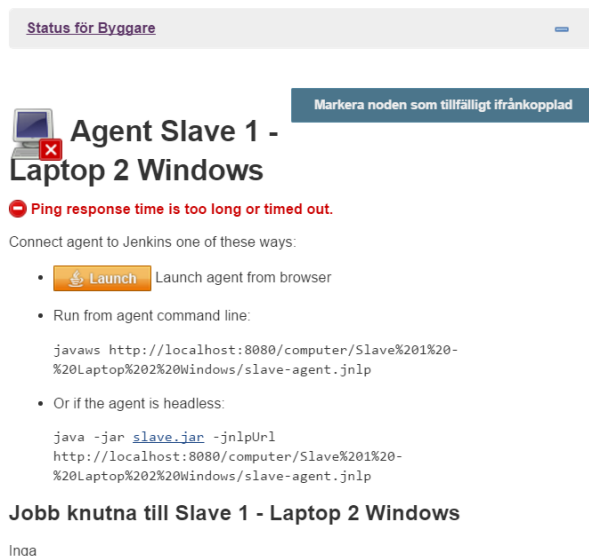 Status för Byggare
Markera noden som tillfälligt ifrånkopplad
Agent Slave 1 -
Laptop 2 Windows
Ping response time is too long or timed out.
Connect agent to Jenkins one of these ways:
Launch Launch agent from browser
Run from agent command line:
javaws http://localhost:8080/computer/Slave%201%20-
%20Laptop%202%20Windows/slave-agent.jnlp
Or if the agent is headless:
java -jar slave.jar -jnlpUrl
http://localhost:8080/computer/Slave%201%20-
%20Laptop%202%20Windows/slave-agent.jnlp
Jobb knutna till Slave 1 - Laptop 2 Windows
Inga